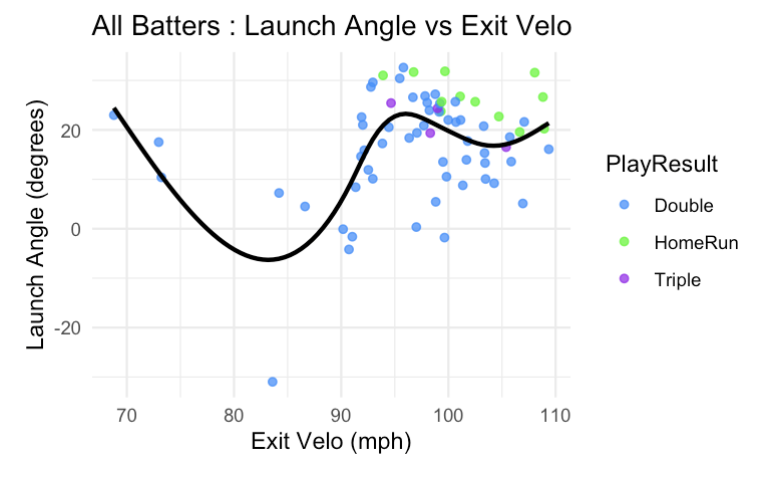 All Batters : Launch Angle vs Exit Velo
Launch Angle (degrees)
20
0
-20
70 80 90 100 110
Exit Velo (mph)
PlayResult
Double
HomeRun
Triple